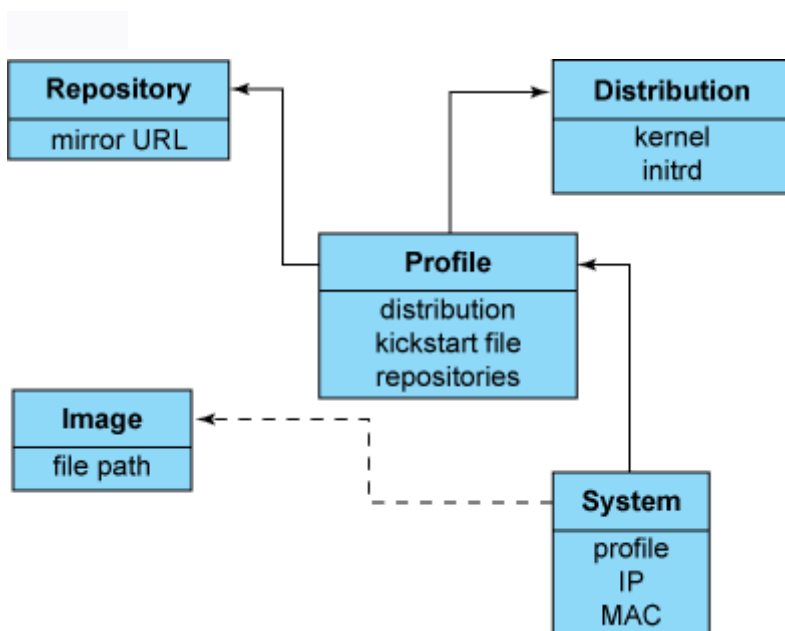 Repository
mirror URL
Distribution
kernel
initrd
Profile
distribution
kickstart file
repositories
Image
file path
System
profile
IP
MAC